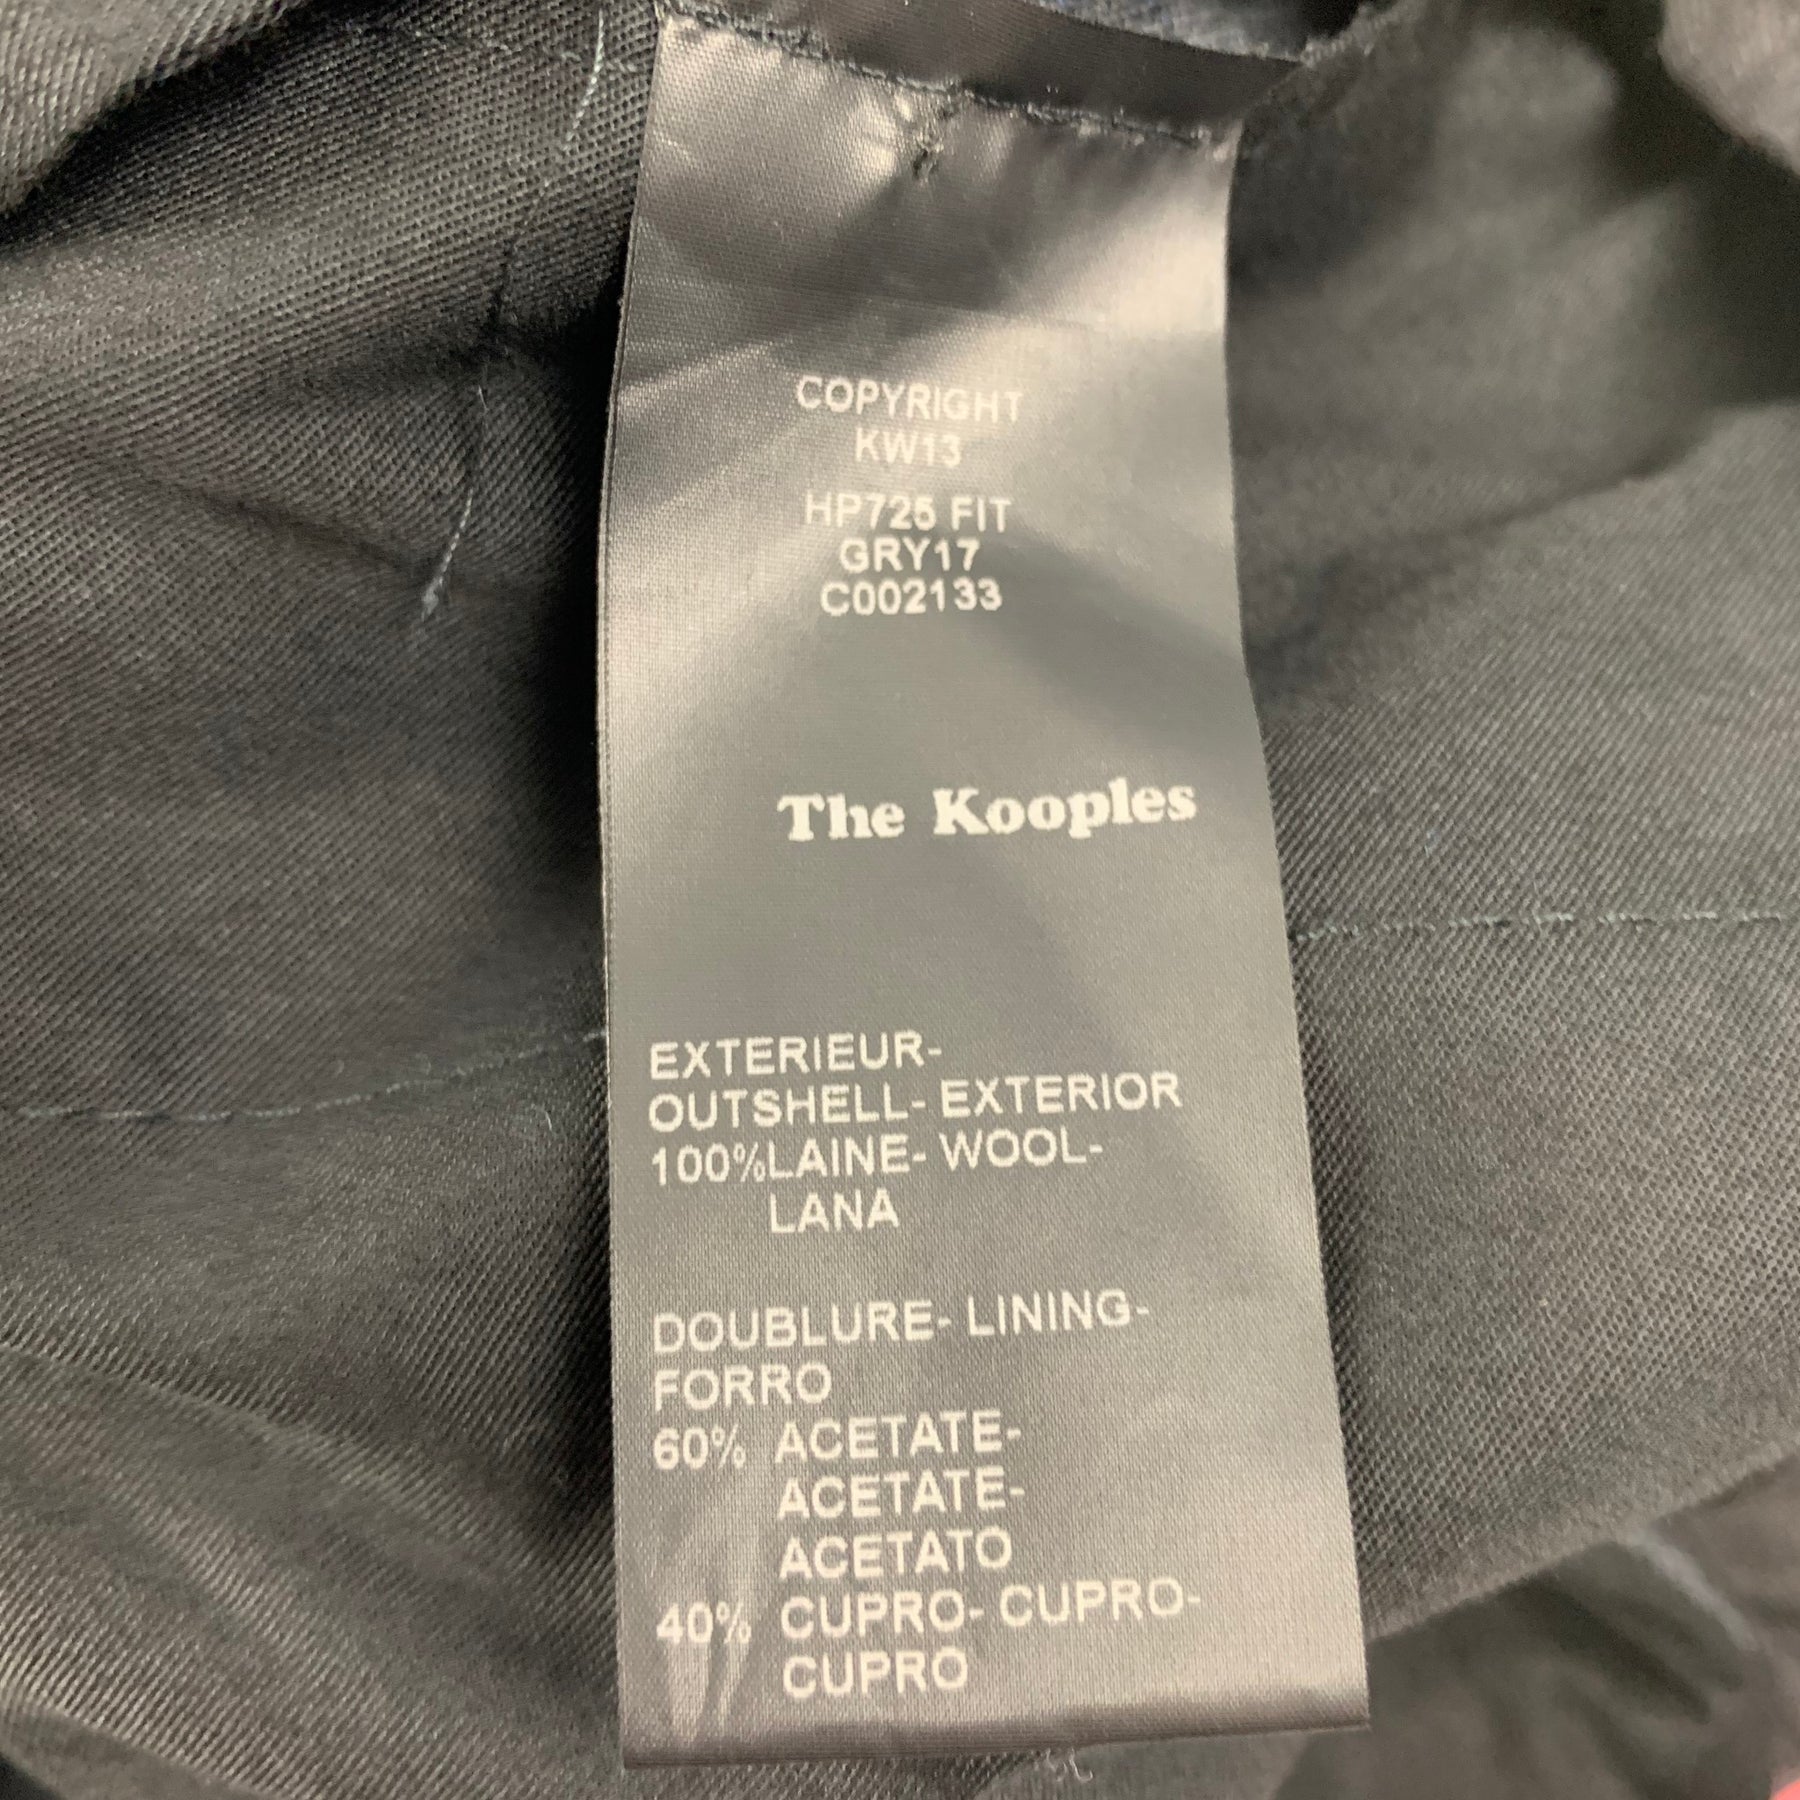 COPYRIGHT
KW13
HP725 FIT
GRY17
C002133
The Kooples
EXTERIEUR-
OUTSHELL- EXTERIOR
100%LAINE- WOOL-
LANA
DOUBLURE- LINING-
FORRO
60% ACETATE-
ACETATE-
ACETATO
40% CUPRO- CUPRO-
CUPRO